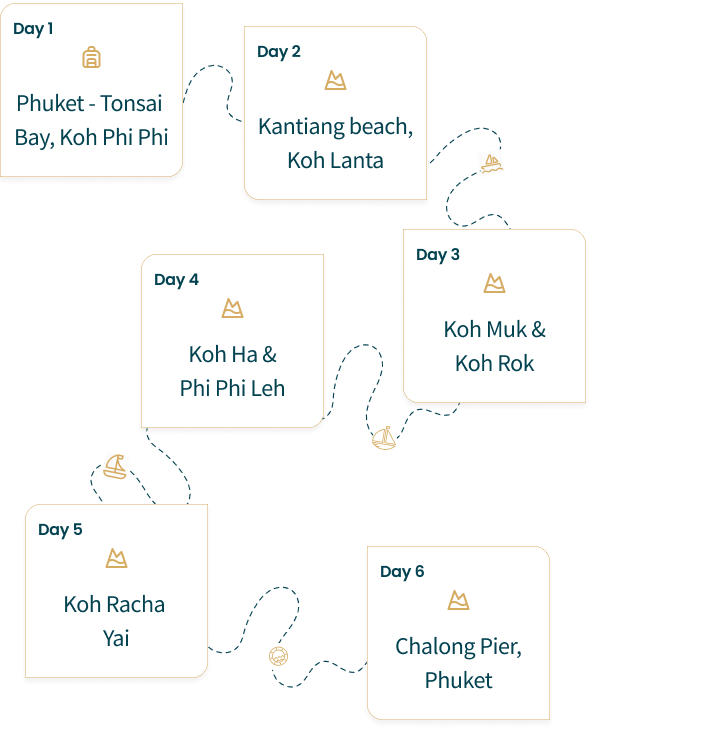 Day 1
Phuket - Tonsai
Bay, Koh Phi Phi
Day 2
Kantiang beach,
Koh Lanta
Day 3
Koh Muk &
Koh Rok
Day 4
Koh Ha &
Phi Phi Leh
Day 5
Koh Racha
Yai
Day 6
Chalong Pier,
Phuket